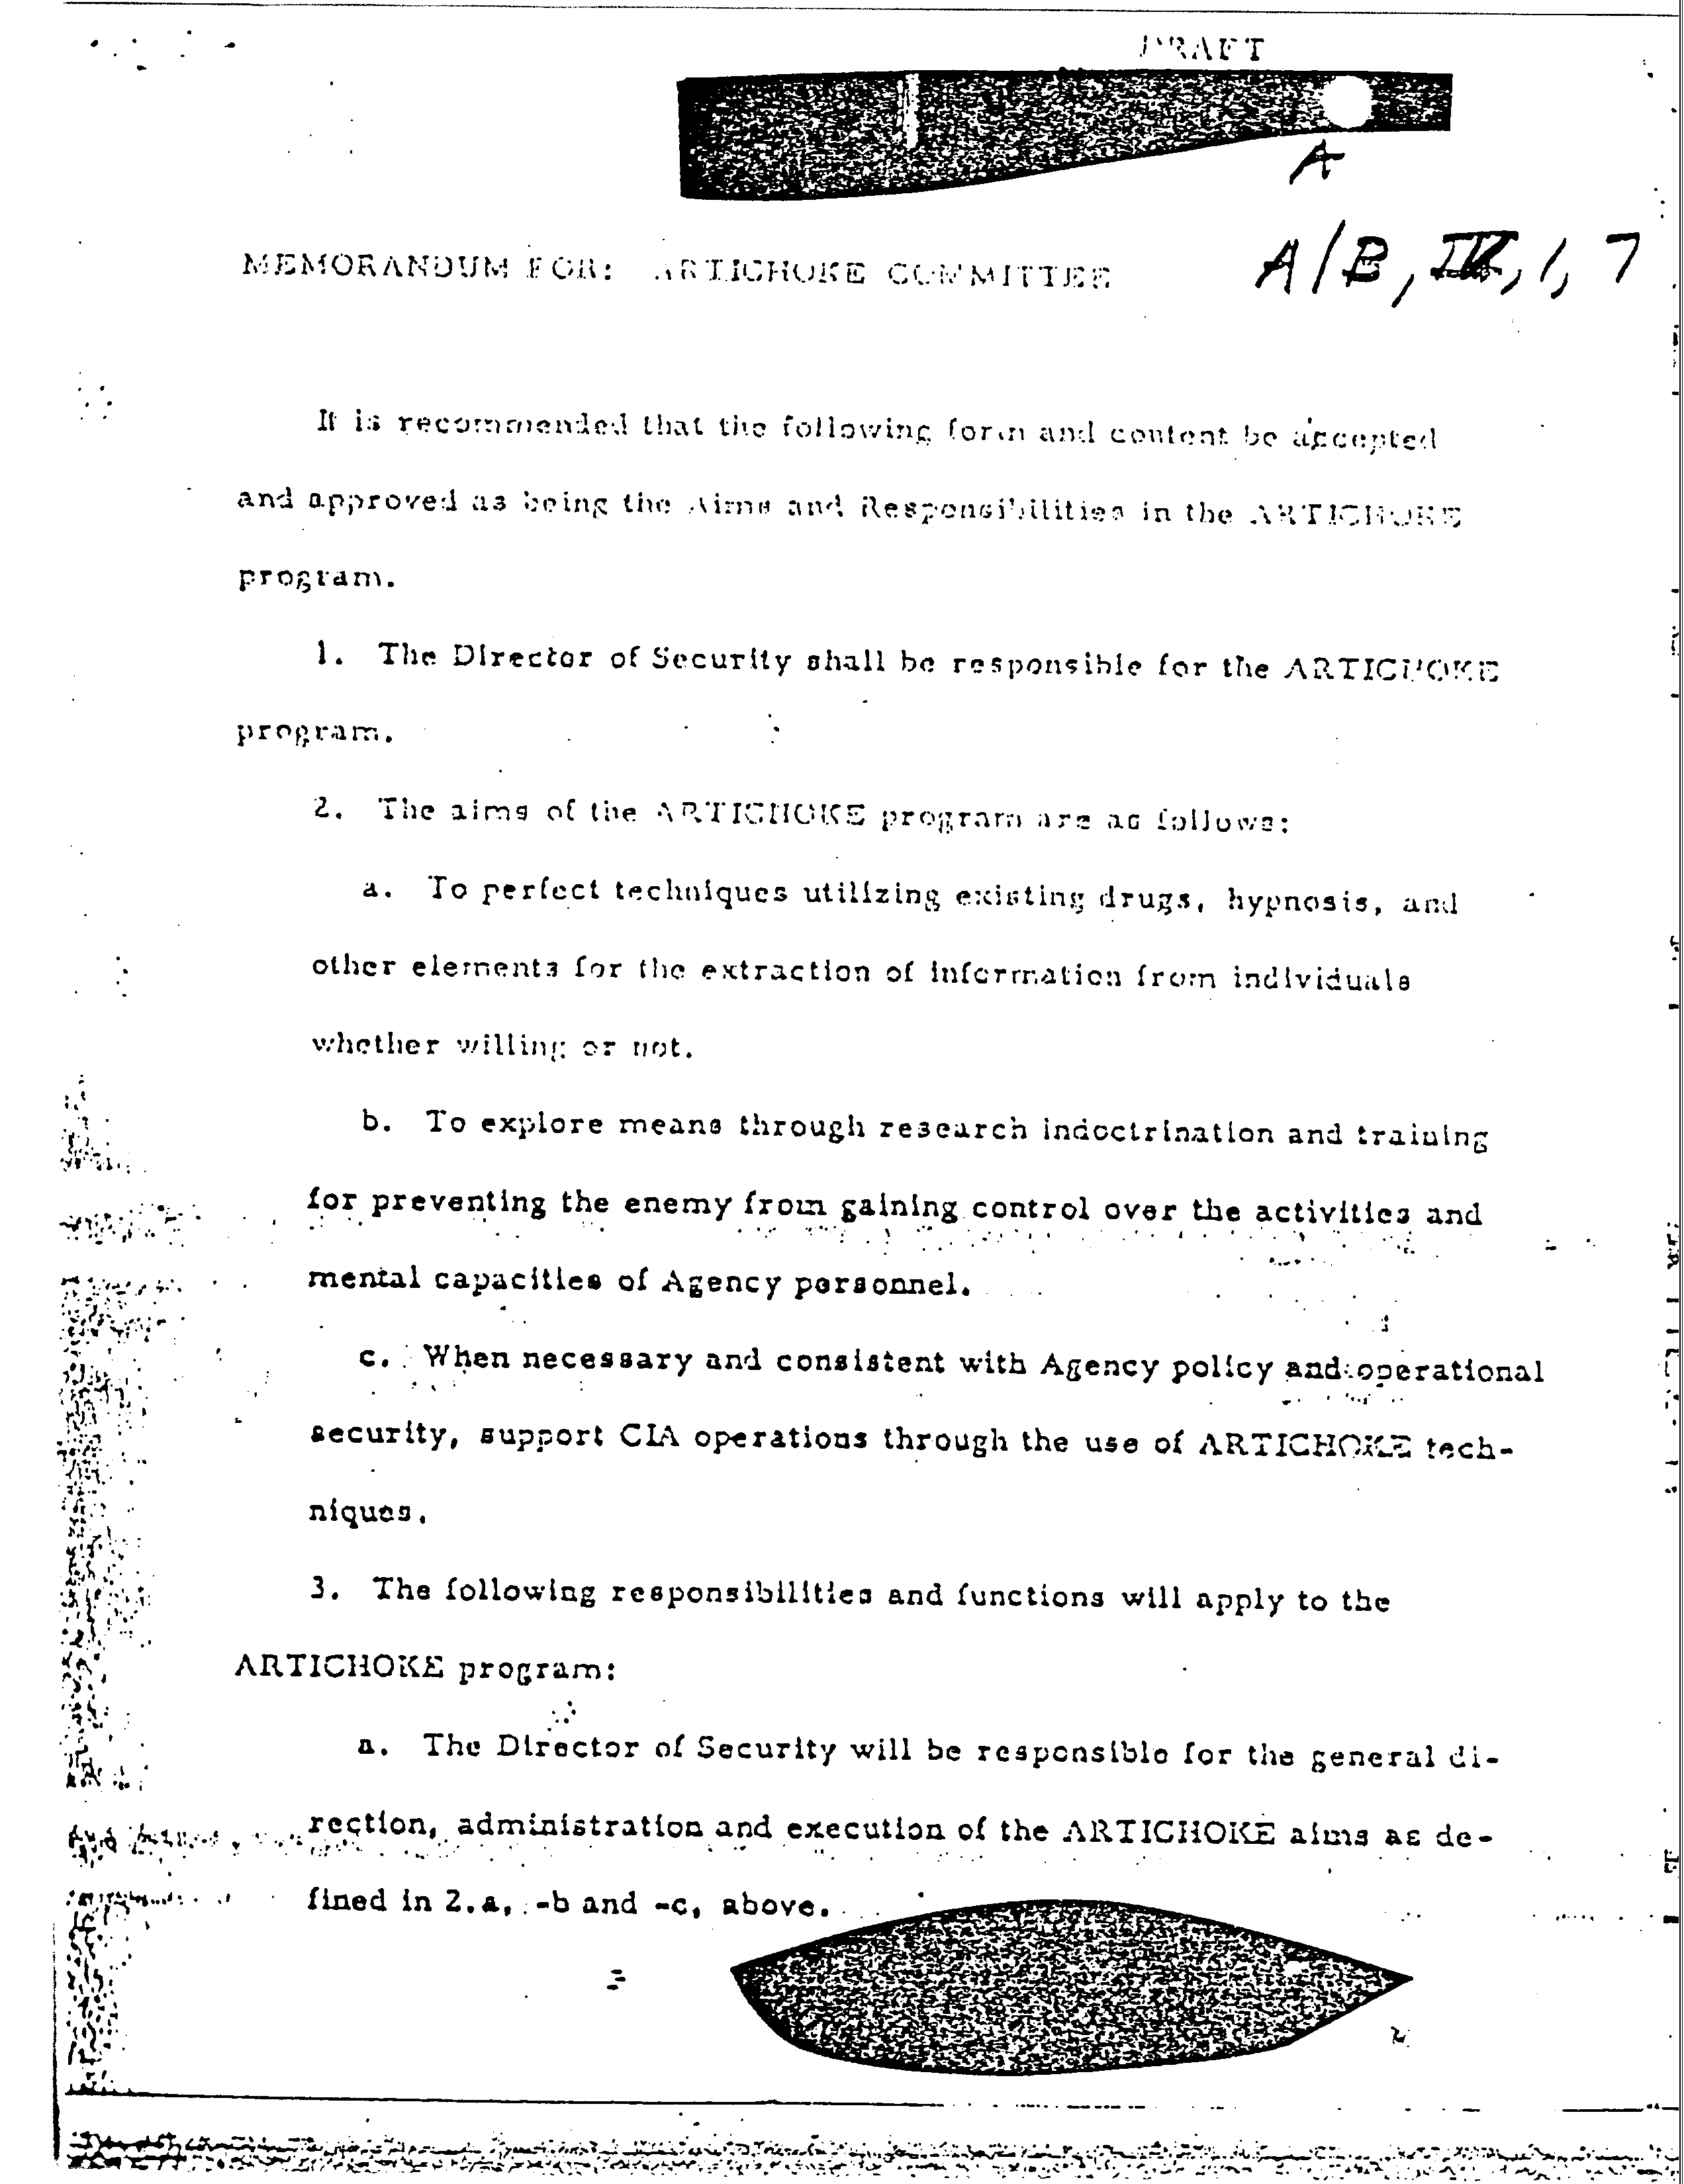 DRAFT
A
A/B, IV, 1, 7
MEMORANDUM FOR: ARTICHOKE COMMITTEE
It is recommended that the following form and content be accepted
and approved as being the Aims and Responsibilities in the ARTICHOKE
program.
1. The Director of Security shall be responsible for the ARTICHOKE
program.
2. The aims of the ARTICHOKE program are as follows:
a. To perfect techniques utilizing existing drugs, hypnosis, and
other elements for the extraction of information from individuals
whether willing or not.
b. To explore means through research indoctrination and training
for preventing the enemy from gaining control over the activities and
mental capacities of Agency personnel.
c. When necessary and consistent with Agency policy and operational
security, support CIA operations through the use of ARTICHOKE tech-
niques.
3. The following responsibilities and functions will apply to the
ARTICHOKE program:
a. The Director of Security will be responsible for the general di-
rection, administration and execution of the ARTICHOKE aims as de-
fined in 2.a, -b and -c, above.